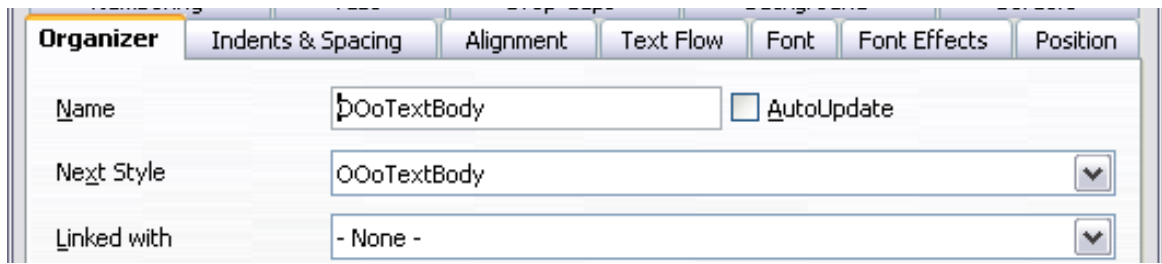 Organizer Indents & Spacing Alignment Text Flow Font Font Effects Position
Name OOoTextBody AutoUpdate
Next Style OOoTextBody
Linked with - None -